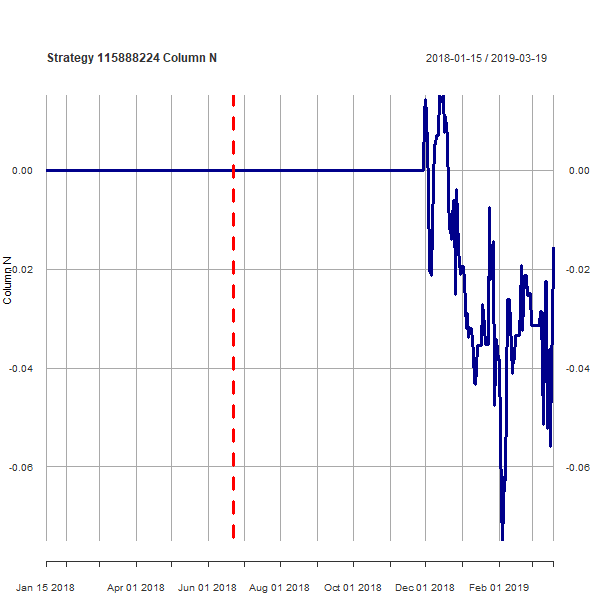 Strategy 115888224 Column N
2018-01-15 / 2019-03-19
0.00
0.00
-0.02
-0.02
Column N
-0.04
-0.04
-0.06
-0.06
Jan 15 2018
Apr 01 2018
Jun 01 2018
Aug 01 2018
Oct 01 2018
Dec 01 2018
Feb 01 2019